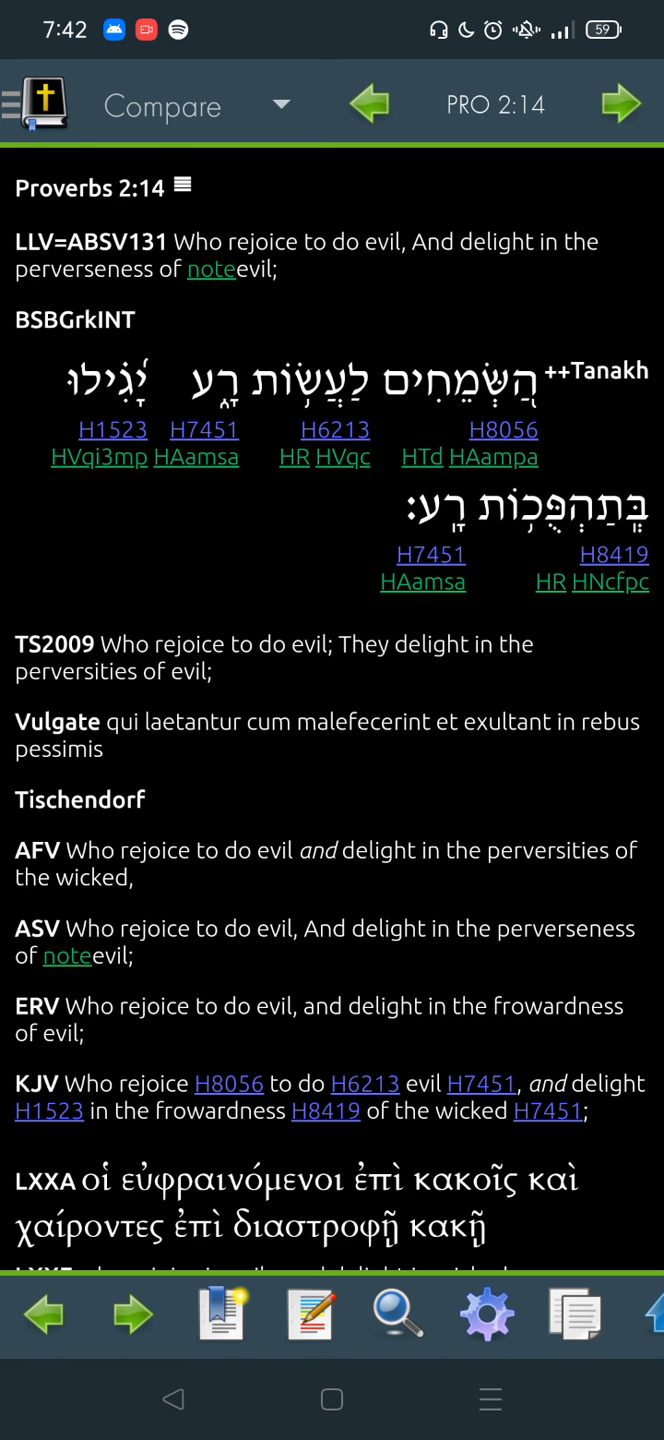 7:42
59
Compare
PRO 2:14
Proverbs 2:14
LLV=ABSV131 Who rejoice to do evil, And delight in the
perverseness of noteevil;
BSBGrkINT
++Tanakh הַ֭שְּׂמֵחִים לַעֲשׂ֥וֹת רָ֑ע יָ֝גִ֗ילוּ
H1523 H7451 H6213 H8056
HVqi3mp HAamsa HR HVqc HTd HAampa
בְּֽתַהְפֻּכ֥וֹת רָֽע׃
H7451 H8419
HAamsa HR HNcfpc
TS2009 Who rejoice to do evil; They delight in the
perversities of evil;
Vulgate qui laetantur cum malefecerint et exultant in rebus
pessimis
Tischendorf
AFV Who rejoice to do evil and delight in the perversities of
the wicked,
ASV Who rejoice to do evil, And delight in the perverseness
of noteevil;
ERV Who rejoice to do evil, and delight in the frowardness
of evil;
KJV Who rejoice H8056 to do H6213 evil H7451, and delight
H1523 in the frowardness H8419 of the wicked H7451;
LXXA οἱ εὐφραινόμενοι ἐπὶ κακοῖς καὶ
χαίροντες ἐπὶ διαστροφῇ κακῇ